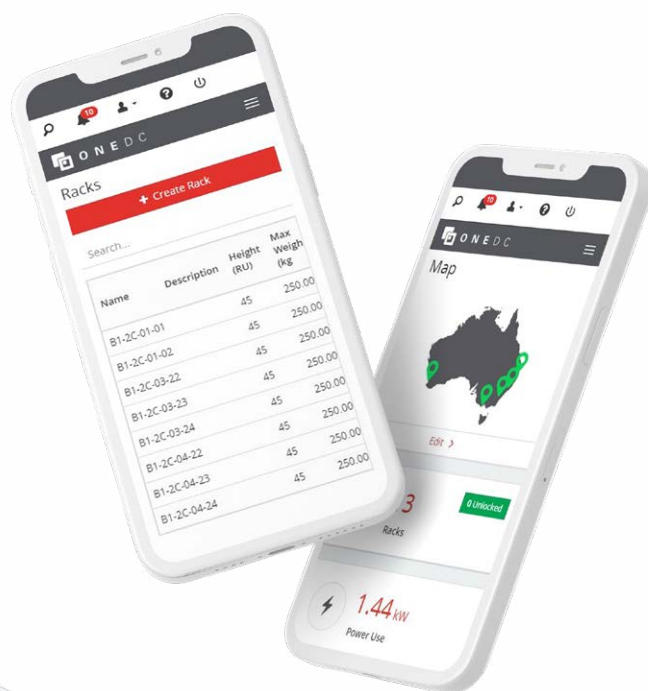 10
ONEDC
Racks
+ Create Rack
Search...
Name Description Height (RU) Max Weigh (kg
B1-2C-01-01 45 250.00
B1-2C-01-02 45 250.00
B1-2C-03-22 45 250.00
B1-2C-03-23 45 250.00
B1-2C-03-24 45 250.00
B1-2C-04-22 45 250.00
B1-2C-04-23 45 250.00
B1-2C-04-24 45 250.00
10
ONEDC
Map
Edit >
3 0 Unlocked
Racks
1.44 kW
Power Use